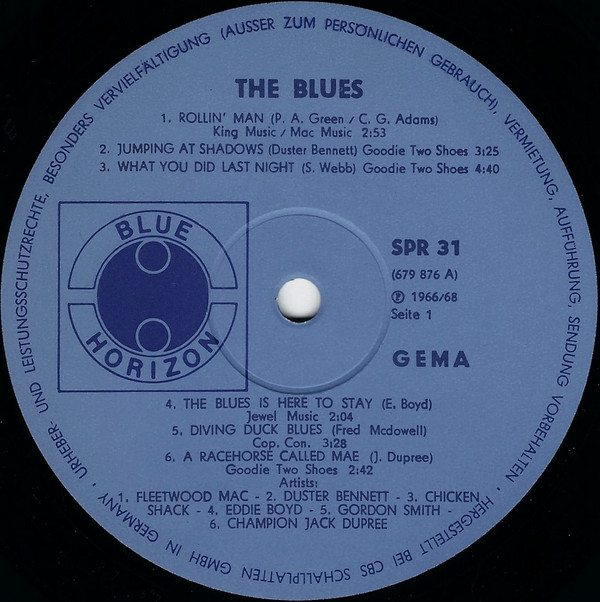 URHEBER- UND LEISTUNGSSCHUTZRECHTE, BESONDERS VERVIELFÄLTIGUNG (AUSSER ZUM PERSÖNLICHEN GEBRAUCH), VERMIETUNG, AUFFÜHRUNG, SENDUNG VORBEHALTEN · HERGESTELLT BEI CBS SCHALLPLATTEN GMBH IN GERMANY ·
THE BLUES
1. ROLLIN' MAN (P. A. Green / C. G. Adams)
King Music / Mac Music 2:53
2. JUMPING AT SHADOWS (Duster Bennett) Goodie Two Shoes 3:25
3. WHAT YOU DID LAST NIGHT (S. Webb) Goodie Two Shoes 4:40
BLUE
HORIZON
SPR 31
(679 876 A)
℗ 1966/68
Seite 1
GEMA
4. THE BLUES IS HERE TO STAY (E. Boyd)
Jewel Music 2:04
5. DIVING DUCK BLUES (Fred Mcdowell)
Cop. Con. 3:28
6. A RACEHORSE CALLED MAE (J. Dupree)
Goodie Two Shoes 2:42
Artists:
1. FLEETWOOD MAC - 2. DUSTER BENNETT - 3. CHICKEN
SHACK - 4. EDDIE BOYD - 5. GORDON SMITH -
6. CHAMPION JACK DUPREE